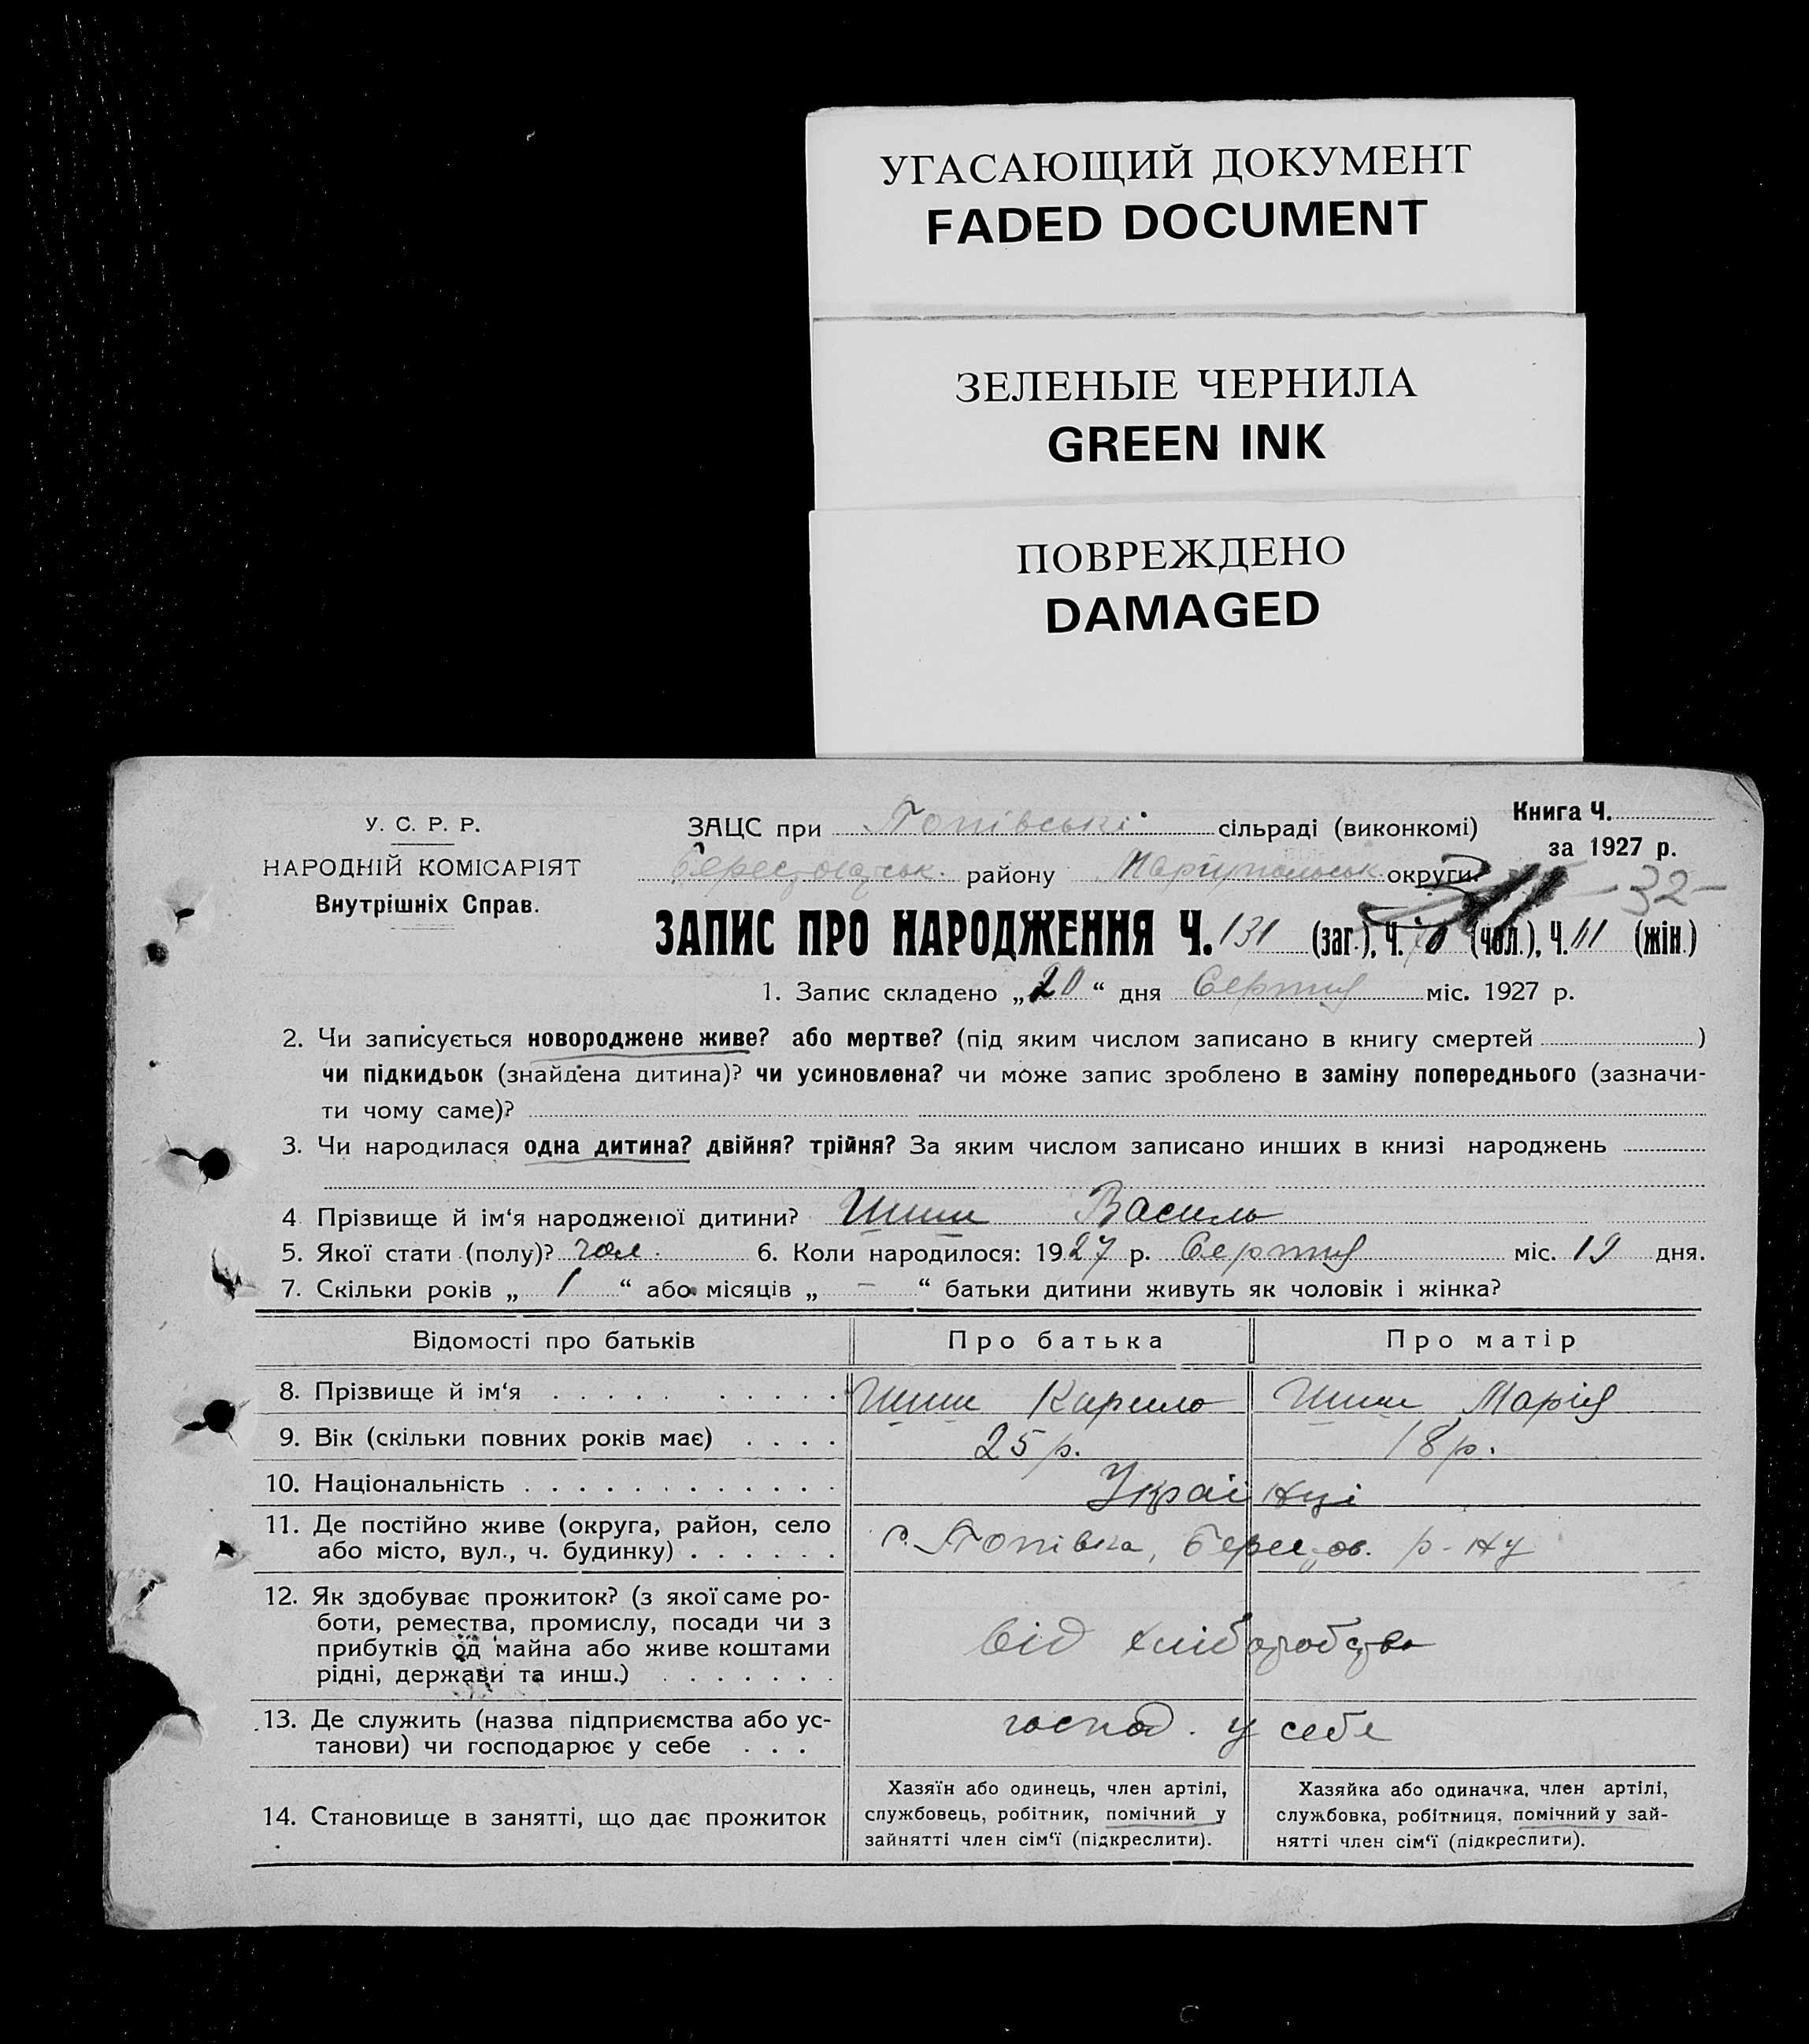 УГАСАЮЩИЙ ДОКУМЕНТ
FADED DOCUMENT
ЗЕЛЕНЫЕ ЧЕРНИЛА
GREEN INK
ПОВРЕЖДЕНО
DAMAGED
У. С. Р. Р.
НАРОДНІЙ КОМІСАРІЯТ
Внутрішніх Справ.
ЗАЦС при Попівські сільраді (виконкомі)
Книга Ч.
за 1927 р.
району Маріупольськ округи.
-32-
ЗАПИС ПРО НАРОДЖЕННЯ Ч. 131 (заг.), Ч. 70 (чол.), Ч. (жін.)
1. Запис складено „20“ дня Серпня міс. 1927 р.
2. Чи записується новороджене живе? або мертве? (під яким числом записано в книгу смертей )
чи підкидьок (знайдена дитина)? чи усиновлена? чи може запис зроблено в заміну попереднього (зазначи-
ти чому саме)?
3. Чи народилася одна дитина? двійня? трійня? За яким числом записано инших в книзі народжень
4 Прізвище й ім‘я народженої дитини? Василь
5. Якої стати (полу)? чол. 6. Коли народилося: 1927 р. Серпня міс. 19 дня.
7. Скільки років „ 1 “ або місяців „ — “ батьки дитини живуть як чоловік і жінка?
Відомості про батьків Про батька Про матір
8. Прізвище й ім‘я Кирило Марія
9. Вік (скільки повних років має) 25 р. 18 р.
10. Національність Украінці
11. Де постійно живе (округа, район, село
або місто, вул., ч. будинку) с. Попівка, Берестов. р-ну
12. Як здобуває прожиток? (з якої саме ро-
боти, ремества, промислу, посади чи з
прибутків од майна або живе коштами
рідні, держави та инш.) від хліборобства
13. Де служить (назва підприємства або ус-
танови) чи господарює у себе господ. у себе
14. Становище в занятті, що дає прожиток
Хазяїн або одинець, член артілі,
службовець, робітник, помічний у
зайнятті член сім‘ї (підкреслити).
Хазяйка або одиначка, член артілі,
службовка, робітниця, помічний у зай-
нятті член сім‘ї (підкреслити).